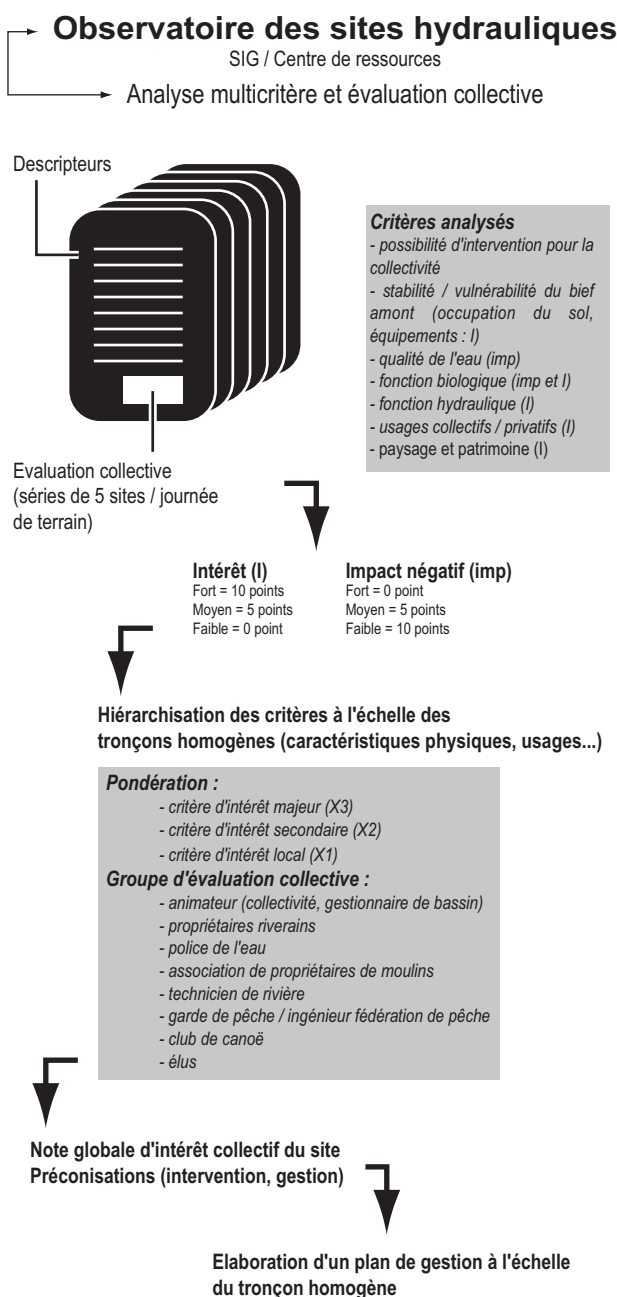 Observatoire des sites hydrauliques
SIG / Centre de ressources
Analyse multicritère et évaluation collective
Descripteurs
Critères analysés
- possibilité d'intervention pour la
collectivité
- stabilité / vulnérabilité du bief
amont (occupation du sol,
équipements : I)
- qualité de l'eau (imp)
- fonction biologique (imp et I)
- fonction hydraulique (I)
- usages collectifs / privatifs (I)
- paysage et patrimoine (I)
Evaluation collective
(séries de 5 sites / journée
de terrain)
Intérêt (I)
Fort = 10 points
Moyen = 5 points
Faible = 0 point
Impact négatif (imp)
Fort = 0 point
Moyen = 5 points
Faible = 10 points
Hiérarchisation des critères à l'échelle des
tronçons homogènes (caractéristiques physiques, usages...)
Pondération :
- critère d'intérêt majeur (X3)
- critère d'intérêt secondaire (X2)
- critère d'intérêt local (X1)
Groupe d'évaluation collective :
- animateur (collectivité, gestionnaire de bassin)
- propriétaires riverains
- police de l'eau
- association de propriétaires de moulins
- technicien de rivière
- garde de pêche / ingénieur fédération de pêche
- club de canoë
- élus
Note globale d'intérêt collectif du site
Préconisations (intervention, gestion)
Elaboration d'un plan de gestion à l'échelle
du tronçon homogène